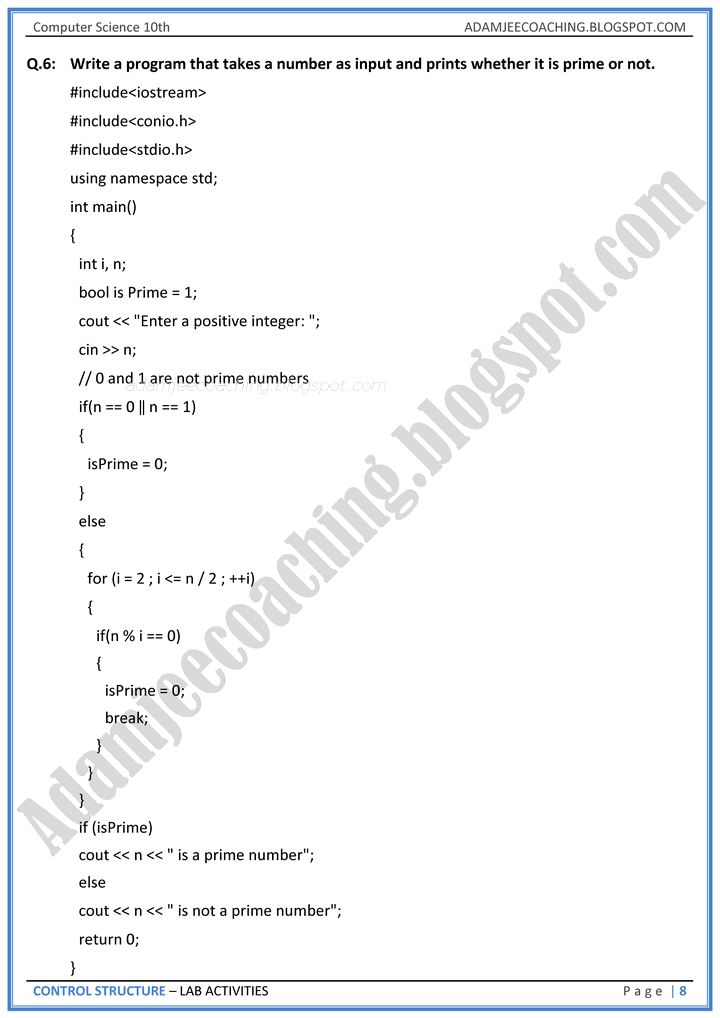 Computer Science 10th ADAMJEECOACHING.BLOGSPOT.COM
Q.6: Write a program that takes a number as input and prints whether it is prime or not.
#include<iostream>
#include<conio.h>
#include<stdio.h>
using namespace std;
int main()
{
int i, n;
bool is Prime = 1;
cout << "Enter a positive integer: ";
cin >> n;
// 0 and 1 are not prime numbers
adamjeecoaching.blogspot.com
if(n == 0 || n == 1)
{
isPrime = 0;
}
else
{
for (i = 2 ; i <= n / 2 ; ++i)
{
if(n % i == 0)
{
isPrime = 0;
break;
}
}
}
if (isPrime)
cout << n << " is a prime number";
else
cout << n << " is not a prime number";
return 0;
}
Adamjeecoaching.blogspot.com
CONTROL STRUCTURE – LAB ACTIVITIES Page | 8